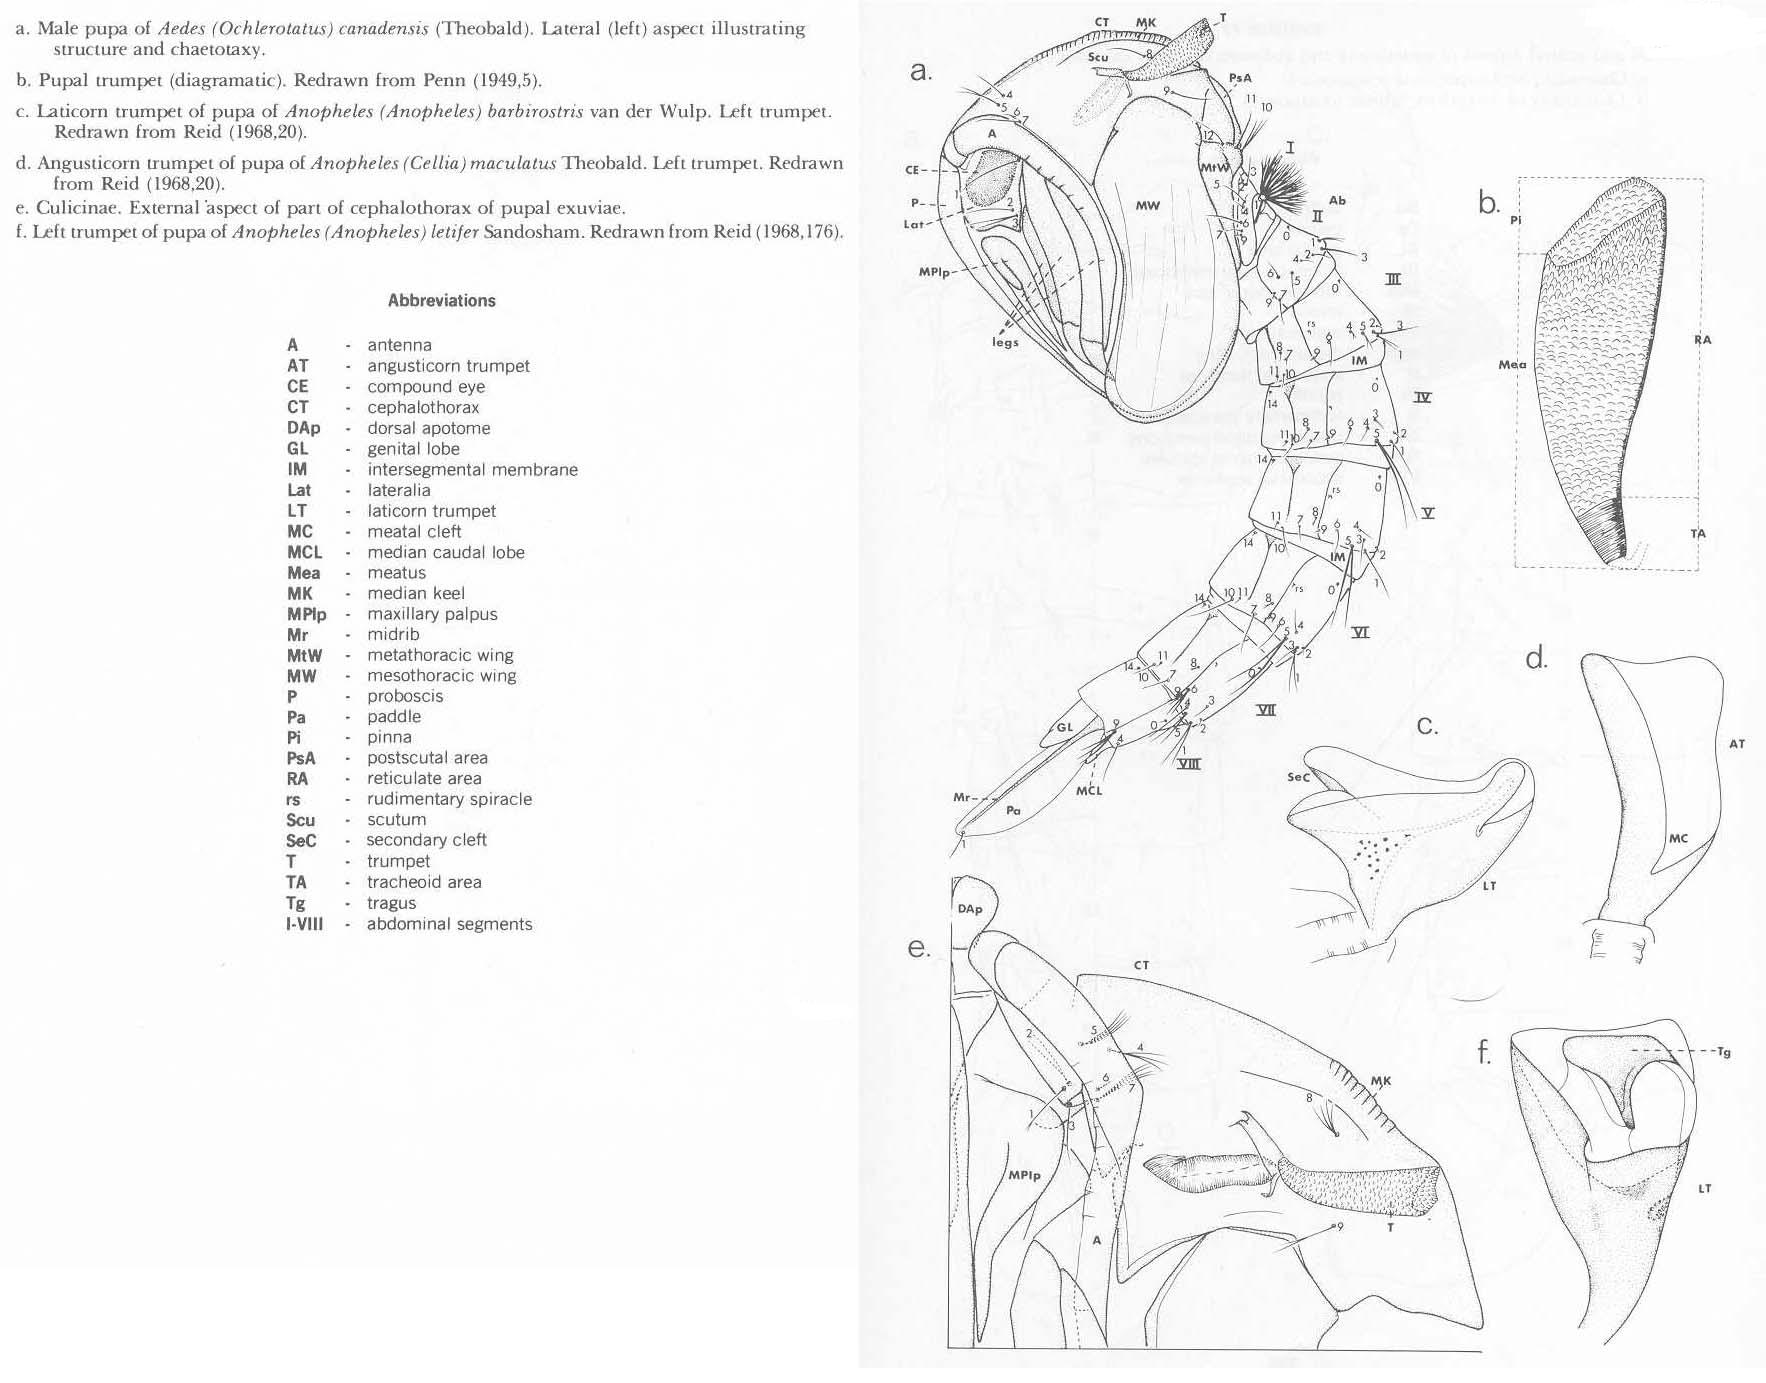 a. Male pupa of Aedes (Ochlerotatus) canadensis (Theobald). Lateral (left) aspect illustrating
structure and chaetotaxy.
b. Pupal trumpet (diagramatic). Redrawn from Penn (1949,5).
c. Laticorn trumpet of pupa of Anopheles (Anopheles) barbirostris van der Wulp. Left trumpet.
Redrawn from Reid (1968,20).
d. Angusticorn trumpet of pupa of Anopheles (Cellia) maculatus Theobald. Left trumpet. Redrawn
from Reid (1968,20).
e. Culicinae. External aspect of part of cephalothorax of pupal exuviae.
f. Left trumpet of pupa of Anopheles (Anopheles) letifer Sandosham. Redrawn from Reid (1968,176).
Abbreviations
A - antenna
AT - angusticorn trumpet
CE - compound eye
CT - cephalothorax
DAp - dorsal apotome
GL - genital lobe
IM - intersegmental membrane
Lat - lateralia
LT - laticorn trumpet
MC - meatal cleft
MCL - median caudal lobe
Mea - meatus
MK - median keel
MPlp - maxillary palpus
Mr - midrib
MtW - metathoracic wing
MW - mesothoracic wing
P - proboscis
Pa - paddle
Pi - pinna
PsA - postscutal area
RA - reticulate area
rs - rudimentary spiracle
Scu - scutum
SeC - secondary cleft
T - trumpet
TA - tracheoid area
Tg - tragus
I-VIII - abdominal segments
a.
CT MK T
Scu 8
PsA
9
11 10
4
5
6
7
A
12
I
CE
MtW
3
5
Ab
P
2
MW
II
Lat
3
0
1
2
3
4
MPlp
6
5
III
0
9 7
legs
rs 6 4 5 2 3
8 7 9 IM 1
11 10
0
IV
14
3
8 6 4 2
11 10 7 9 5 1
14
rs
0
V
11 7 8 9 6 4
14 10 5 3 2
IM 1
rs 0
14 10 11 8
VI
7 9 6 5 4
3 2
14 11
10 7 8 0 1
9 6
3
VII
GL
9 4 0 5 2
1
VIII
MCL
Mr
Pa
1
b.
Pi
RA
Mea
TA
c.
SeC
LT
d.
AT
MC
e.
DAp
CT
5
2
4
6
7
1
3
MK
8
MPlp
T
9
A
f.
Tg
LT